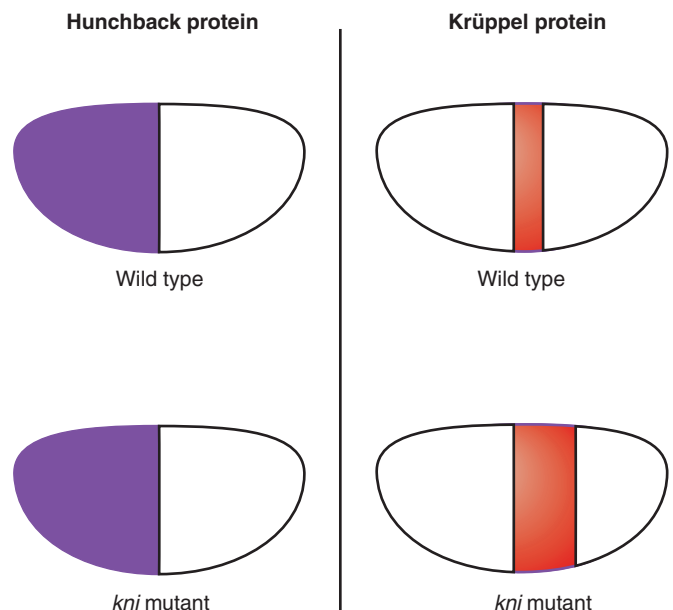 Hunchback protein
Krüppel protein
Wild type
Wild type
kni mutant
kni mutant